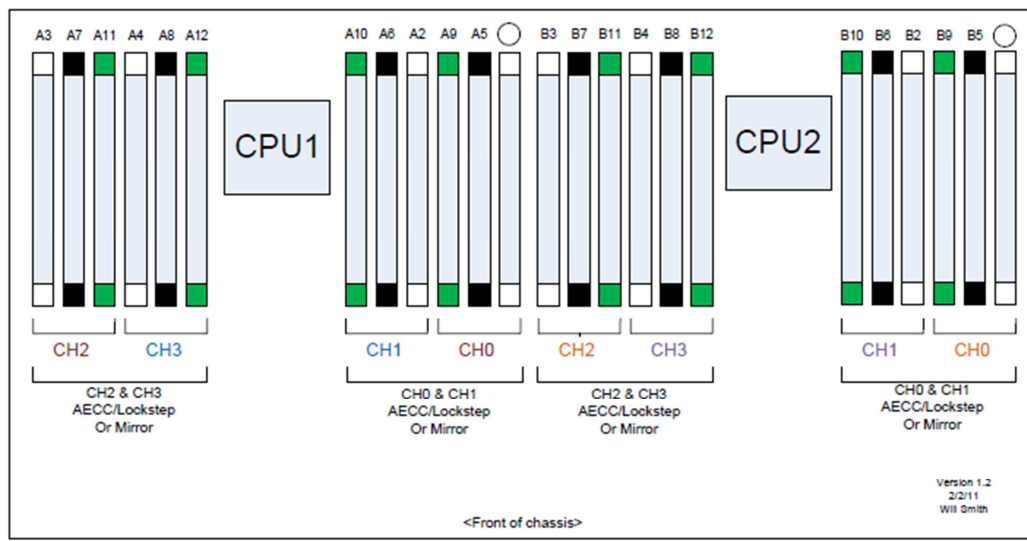 A3 A7 A11 A4 A8 A12 A10 A6 A2 A9 A5 B3 B7 B11 B4 B8 B12 B10 B6 B2 B9 B5
CPU1
CPU2
CH2 CH3 CH1 CH0 CH2 CH3 CH1 CH0
CH2 & CH3
AECC/Lockstep
Or Mirror
CH0 & CH1
AECC/Lockstep
Or Mirror
CH2 & CH3
AECC/Lockstep
Or Mirror
CH0 & CH1
AECC/Lockstep
Or Mirror
Version 1.2
2/2/11
Will Smith
<Front of chassis>